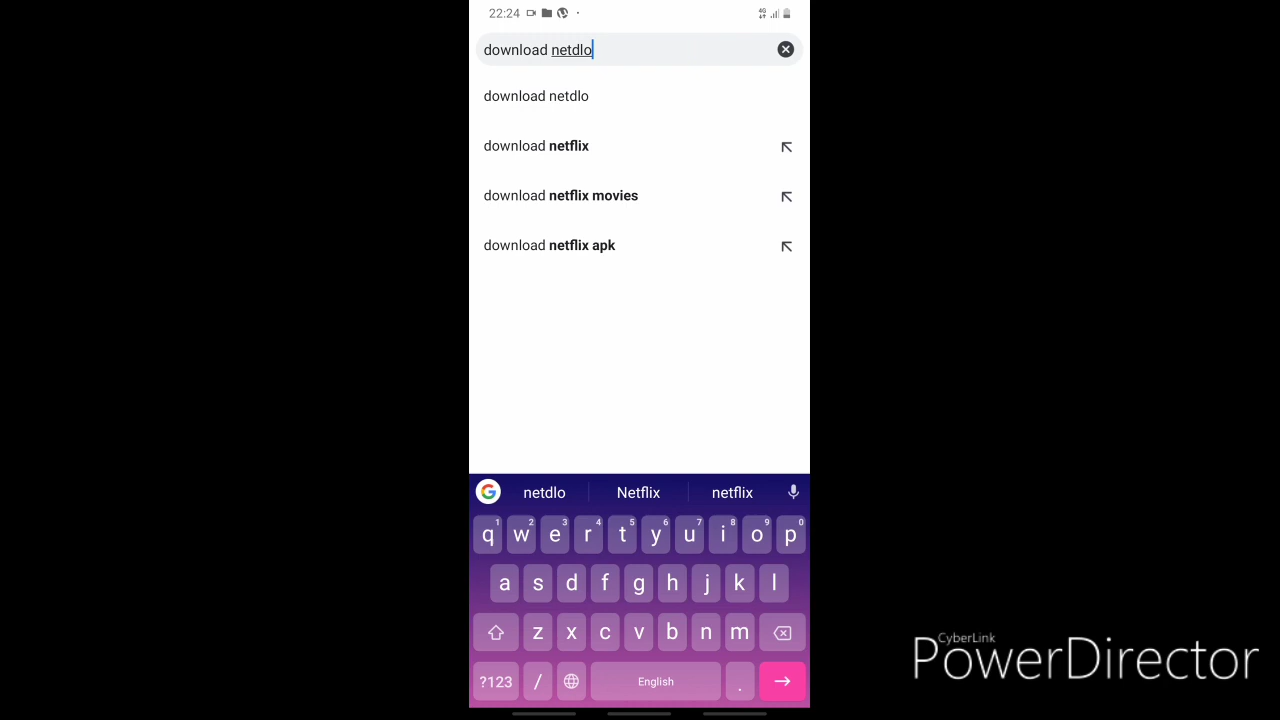 22:24
4G
download netdlo
download netdlo
download netflix
download netflix movies
download netflix apk
netdlo Netflix netflix
1 2 3 4 5 6 7 8 9 0
q w e r t y u i o p
a s d f g h j k l
z x c v b n m
?123 / English .
CyberLink
PowerDirector